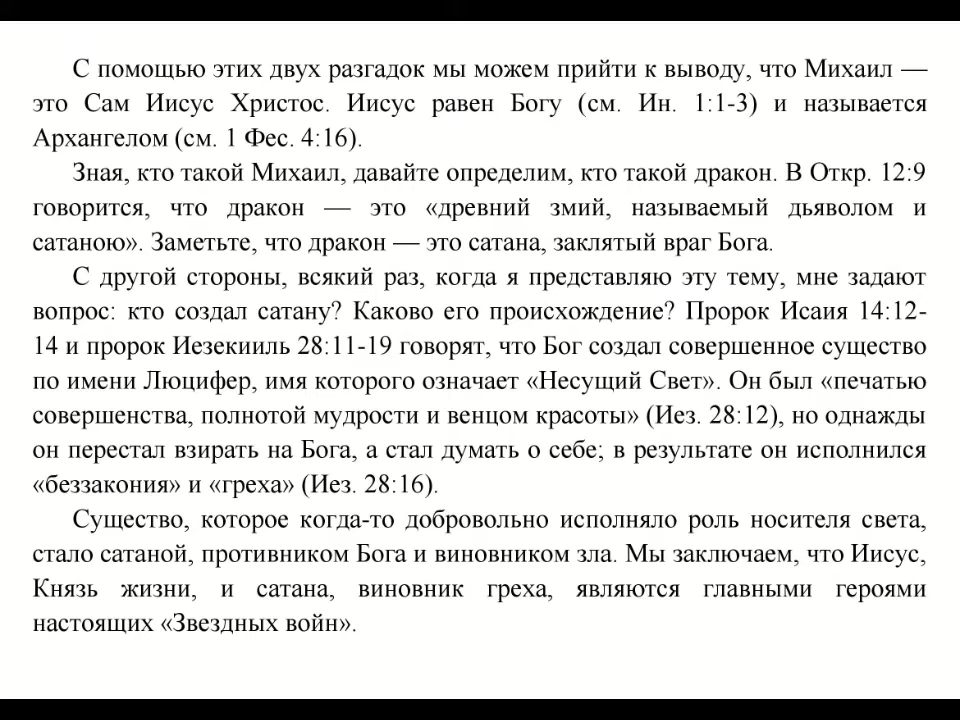 С помощью этих двух разгадок мы можем прийти к выводу, что Михаил —
это Сам Иисус Христос. Иисус равен Богу (см. Ин. 1:1-3) и называется
Архангелом (см. 1 Фес. 4:16).
Зная, кто такой Михаил, давайте определим, кто такой дракон. В Откр. 12:9
говорится, что дракон — это «древний змий, называемый дьяволом и
сатаною». Заметьте, что дракон — это сатана, заклятый враг Бога.
С другой стороны, всякий раз, когда я представляю эту тему, мне задают
вопрос: кто создал сатану? Каково его происхождение? Пророк Исаия 14:12-
14 и пророк Иезекииль 28:11-19 говорят, что Бог создал совершенное существо
по имени Люцифер, имя которого означает «Несущий Свет». Он был «печатью
совершенства, полнотой мудрости и венцом красоты» (Иез. 28:12), но однажды
он перестал взирать на Бога, а стал думать о себе; в результате он исполнился
«беззакония» и «греха» (Иез. 28:16).
Существо, которое когда-то добровольно исполняло роль носителя света,
стало сатаной, противником Бога и виновником зла. Мы заключаем, что Иисус,
Князь жизни, и сатана, виновник греха, являются главными героями
настоящих «Звездных войн».